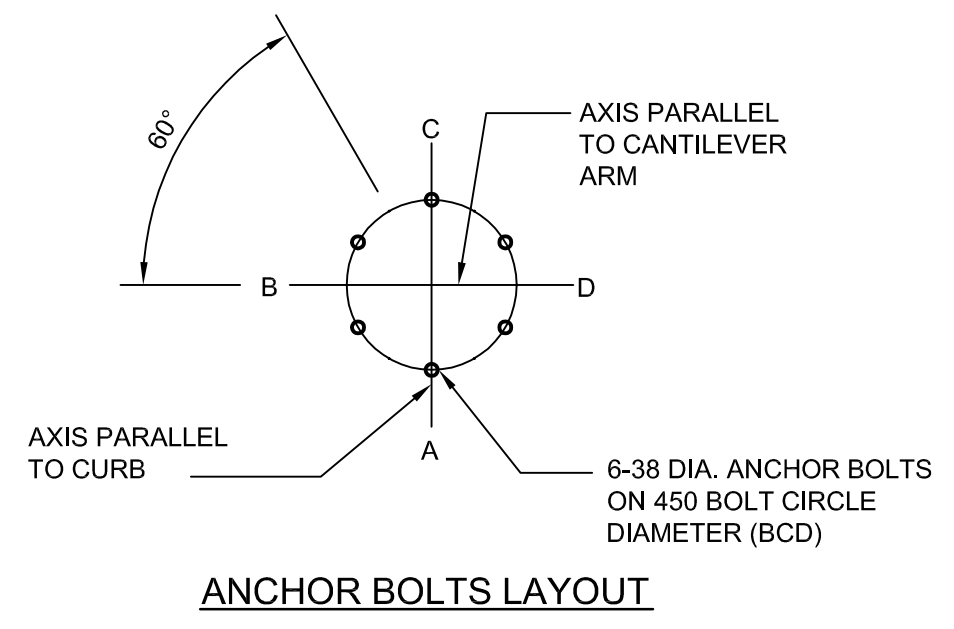 60°
C
AXIS PARALLEL
TO CANTILEVER
ARM
B
D
AXIS PARALLEL
TO CURB
A
6-38 DIA. ANCHOR BOLTS
ON 450 BOLT CIRCLE
DIAMETER (BCD)
ANCHOR BOLTS LAYOUT